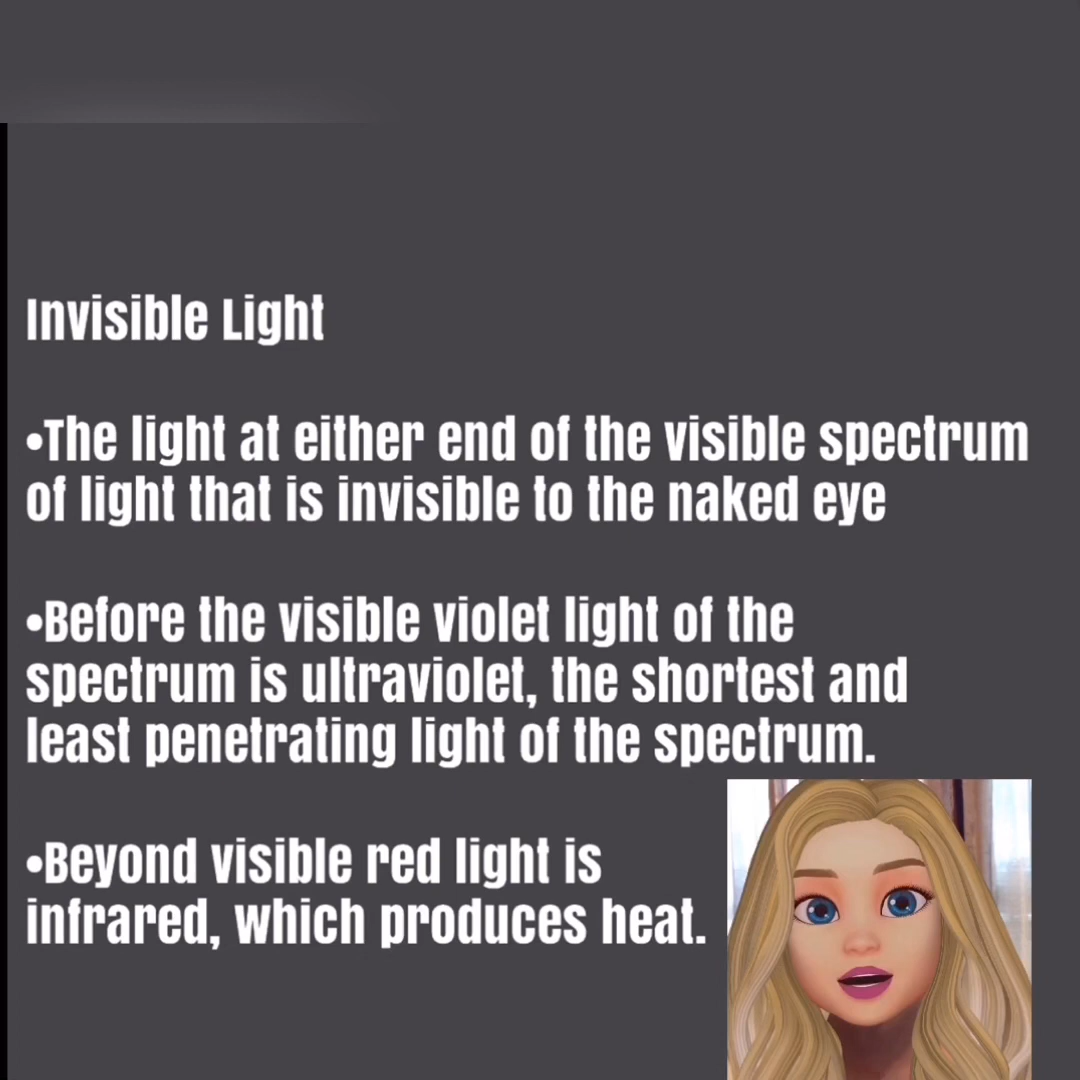 Invisible Light
•The light at either end of the visible spectrum
of light that is invisible to the naked eye
•Before the visible violet light of the
spectrum is ultraviolet, the shortest and
least penetrating light of the spectrum.
•Beyond visible red light is
infrared, which produces heat.